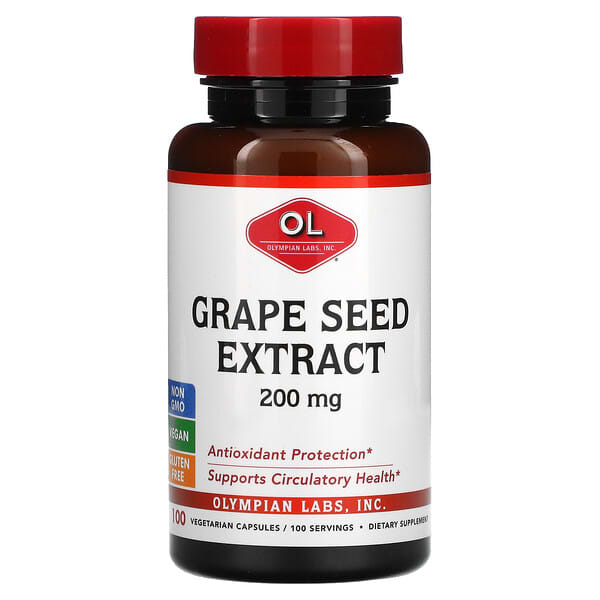 OL
OLYMPIAN LABS, INC.
®
GRAPE SEED
EXTRACT
200 mg
NON
GMO
VEGAN
GLUTEN
FREE
Antioxidant Protection*
Supports Circulatory Health*
OLYMPIAN LABS, INC.
100 VEGETARIAN CAPSULES / 100 SERVINGS • DIETARY SUPPLEMENT